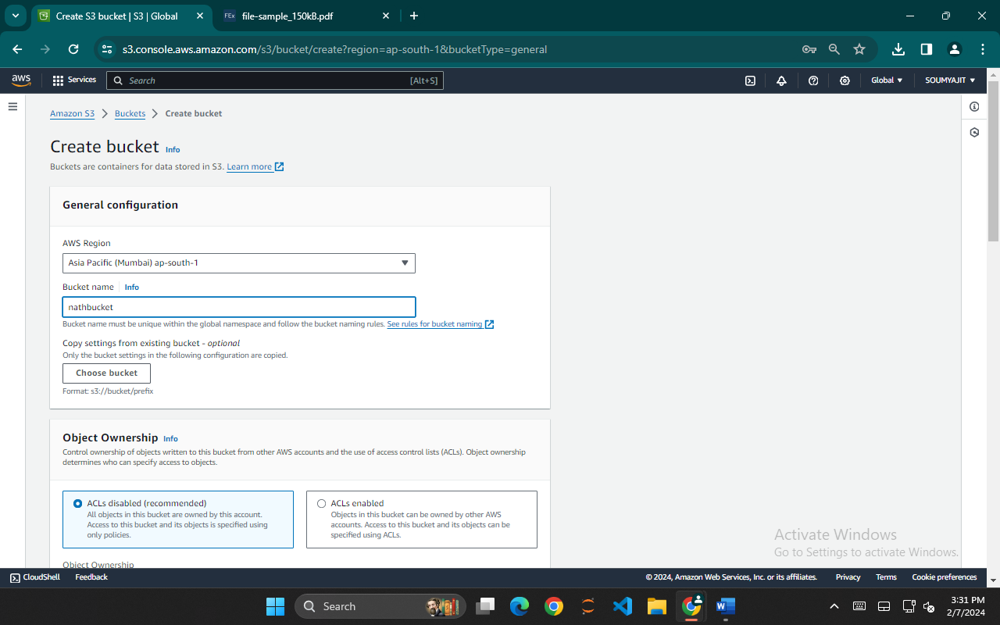 Create S3 bucket | S3 | Global
FEx
file-sample_150kB.pdf
s3.console.aws.amazon.com/s3/bucket/create?region=ap-south-1&bucketType=general
aws
Services
Search
[Alt+S]
Global
SOUMYAJIT
Amazon S3
Buckets
Create bucket
Create bucket Info
Buckets are containers for data stored in S3. Learn more
General configuration
AWS Region
Asia Pacific (Mumbai) ap-south-1
Bucket name Info
nathbucket
Bucket name must be unique within the global namespace and follow the bucket naming rules. See rules for bucket naming
Copy settings from existing bucket - optional
Only the bucket settings in the following configuration are copied.
Choose bucket
Format: s3://bucket/prefix
Object Ownership Info
Control ownership of objects written to this bucket from other AWS accounts and the use of access control lists (ACLs). Object ownership
determines who can specify access to objects.
ACLs disabled (recommended)
All objects in this bucket are owned by this account.
Access to this bucket and its objects is specified using
only policies.
ACLs enabled
Objects in this bucket can be owned by other AWS
accounts. Access to this bucket and its objects can be
specified using ACLs.
Object Ownership
Activate Windows
Go to Settings to activate Windows.
CloudShell
Feedback
© 2024, Amazon Web Services, Inc. or its affiliates.
Privacy
Terms
Cookie preferences
Search
W
3:31 PM
2/7/2024